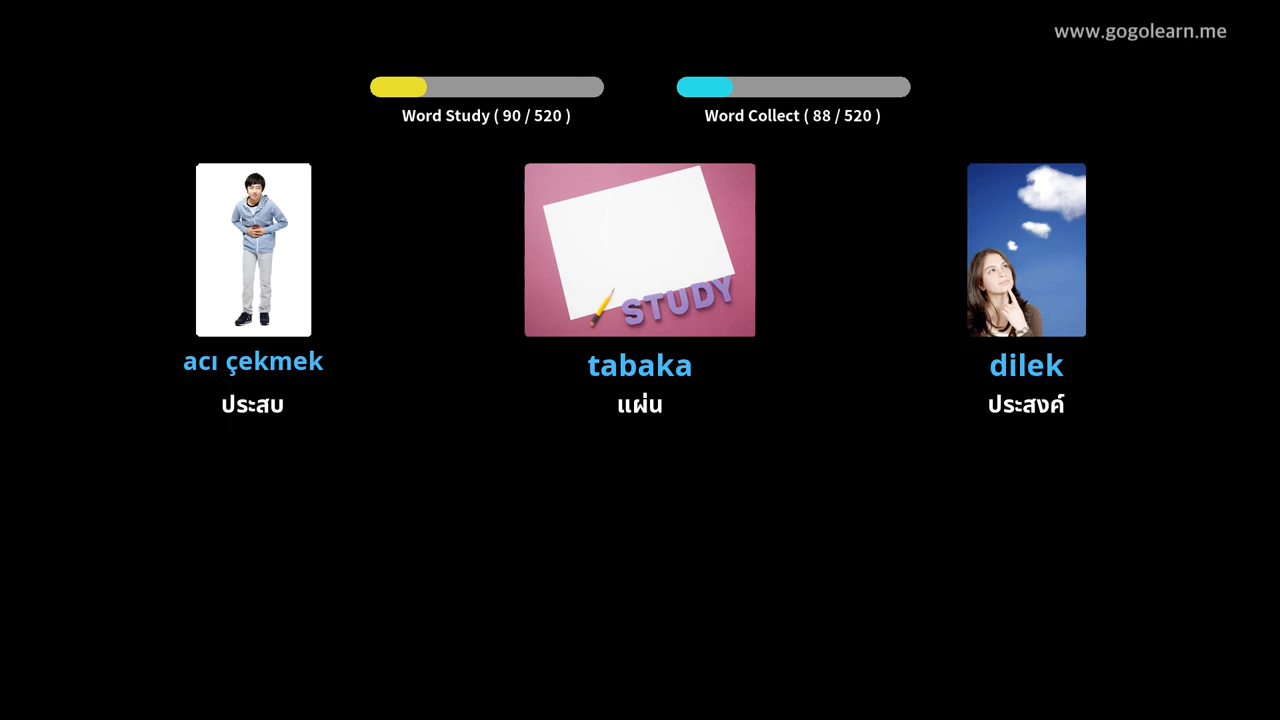 www.gogolearn.me
Word Study ( 90 / 520 )
Word Collect ( 88 / 520 )
STUDY
acı çekmek
tabaka
dilek
ประสบ
แผ่น
ประสงค์